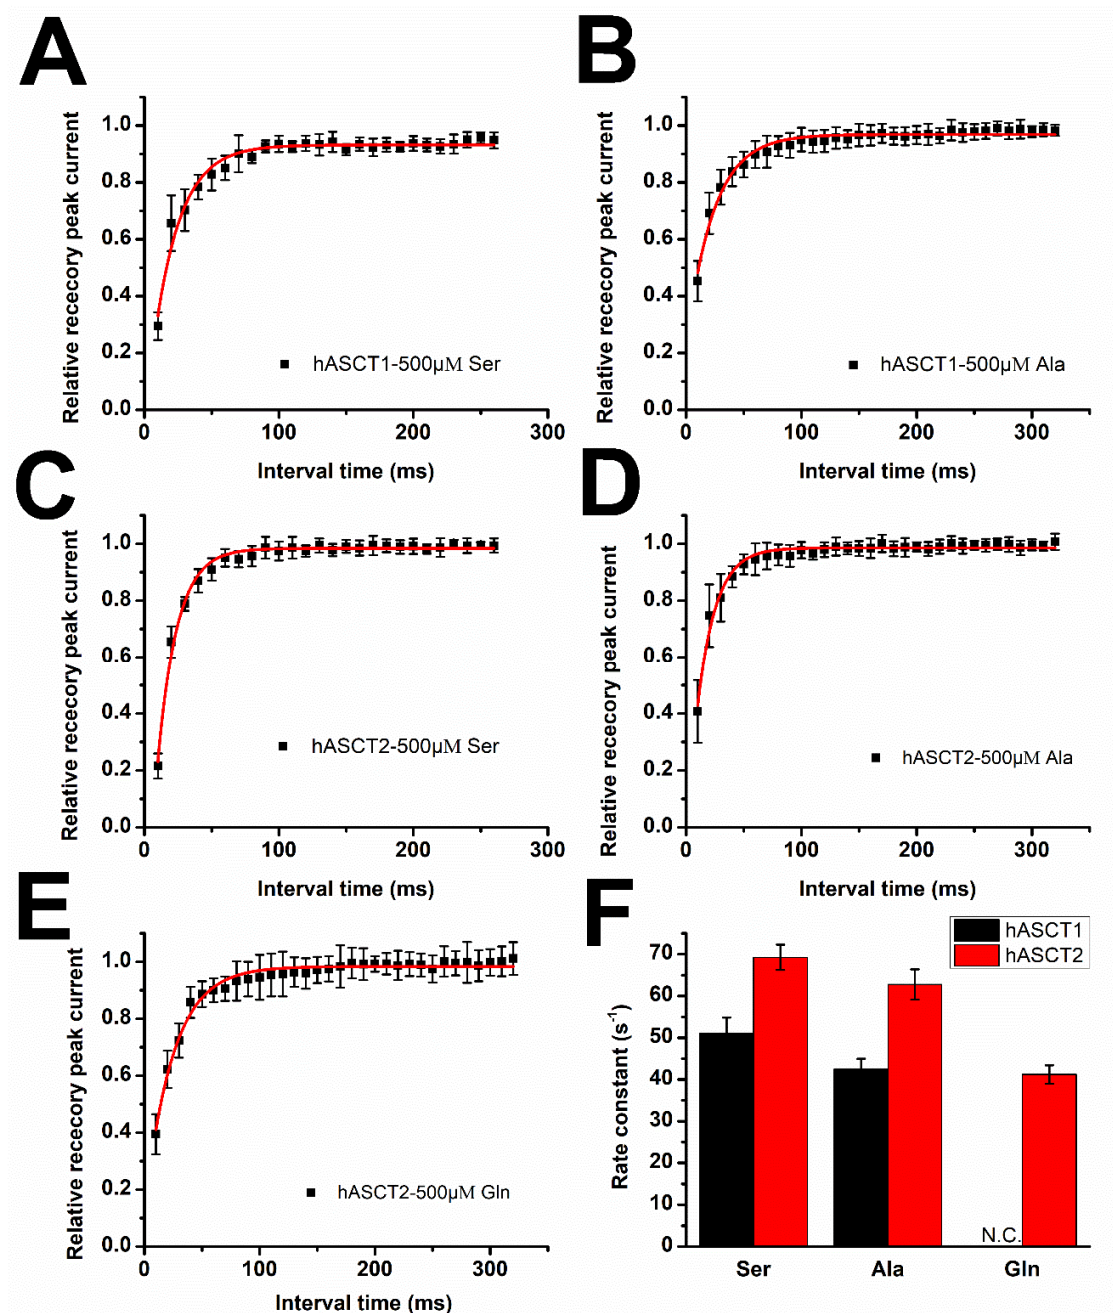 A
Relative rececory peak current
1.0
0.8
0.6
0.4
0.2
0.0
hASCT1-500μM Ser
0 100 200 300
Interval time (ms)
B
Relative rececory peak current
1.0
0.8
0.6
0.4
0.2
0.0
hASCT1-500μM Ala
0 100 200 300
Interval time (ms)
C
Relative rececory peak current
1.0
0.8
0.6
0.4
0.2
0.0
hASCT2-500μM Ser
0 100 200 300
Interval time (ms)
D
Relative rececory peak current
1.0
0.8
0.6
0.4
0.2
0.0
hASCT2-500μM Ala
0 100 200 300
Interval time (ms)
E
Relative rececory peak current
1.0
0.8
0.6
0.4
0.2
0.0
hASCT2-500μM Gln
0 100 200 300
Interval time (ms)
F
hASCT1
hASCT2
Rate constant (s⁻¹)
70
60
50
40
30
20
10
0
N.C.
Ser Ala Gln